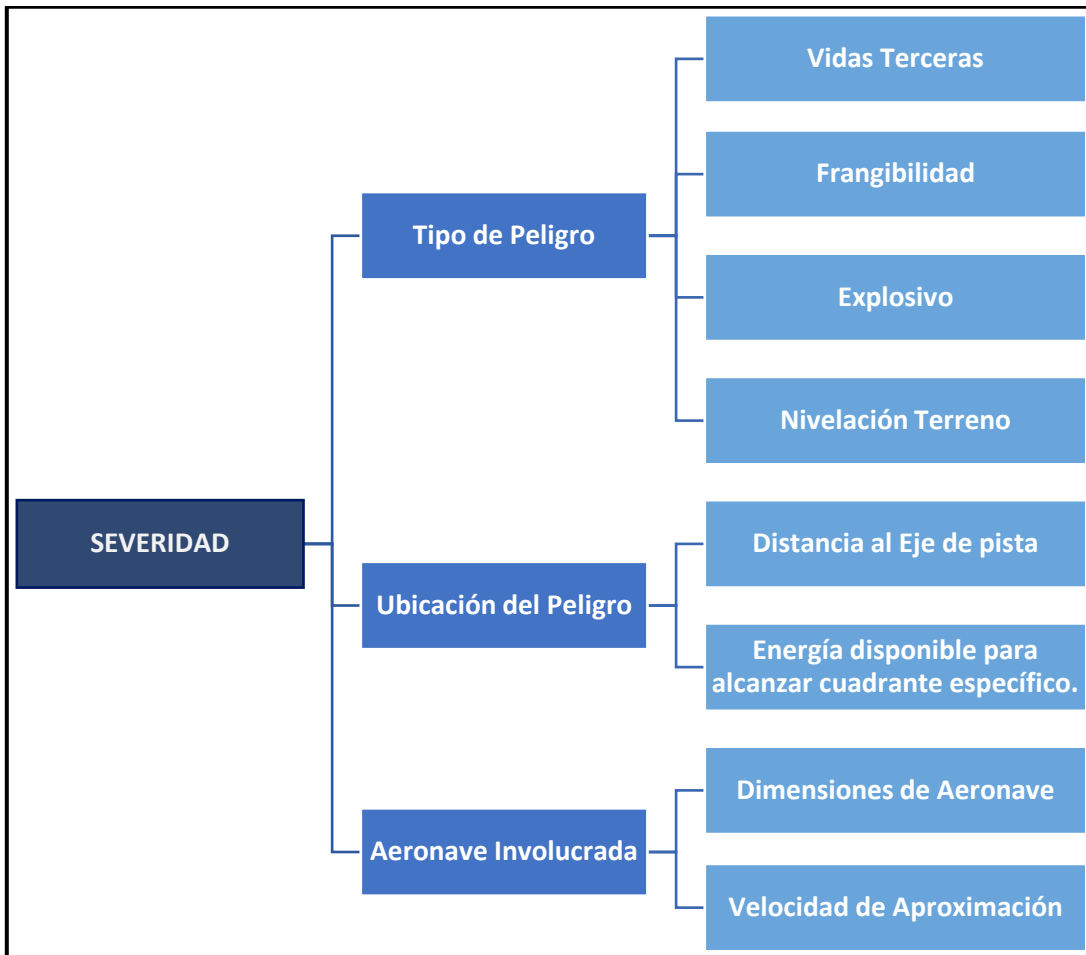 SEVERIDAD
Tipo de Peligro
Vidas Terceras
Frangibilidad
Explosivo
Nivelación Terreno
Ubicación del Peligro
Distancia al Eje de pista
Energía disponible para
alcanzar cuadrante específico.
Aeronave Involucrada
Dimensiones de Aeronave
Velocidad de Aproximación